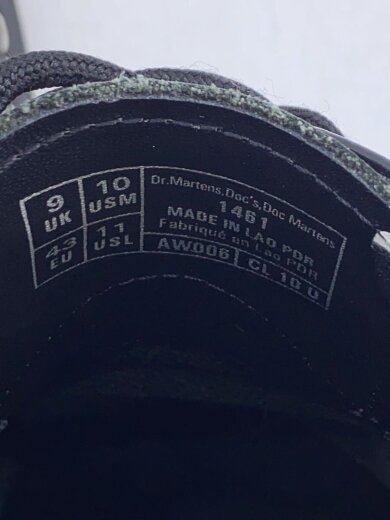 9 UK
10 USM
43 EU
11 USL
Dr.Martens,Doc's,Doc Martens
1461
MADE IN LAO PDR
Fabriqué en Lao PDR
AW006
CL 10 U